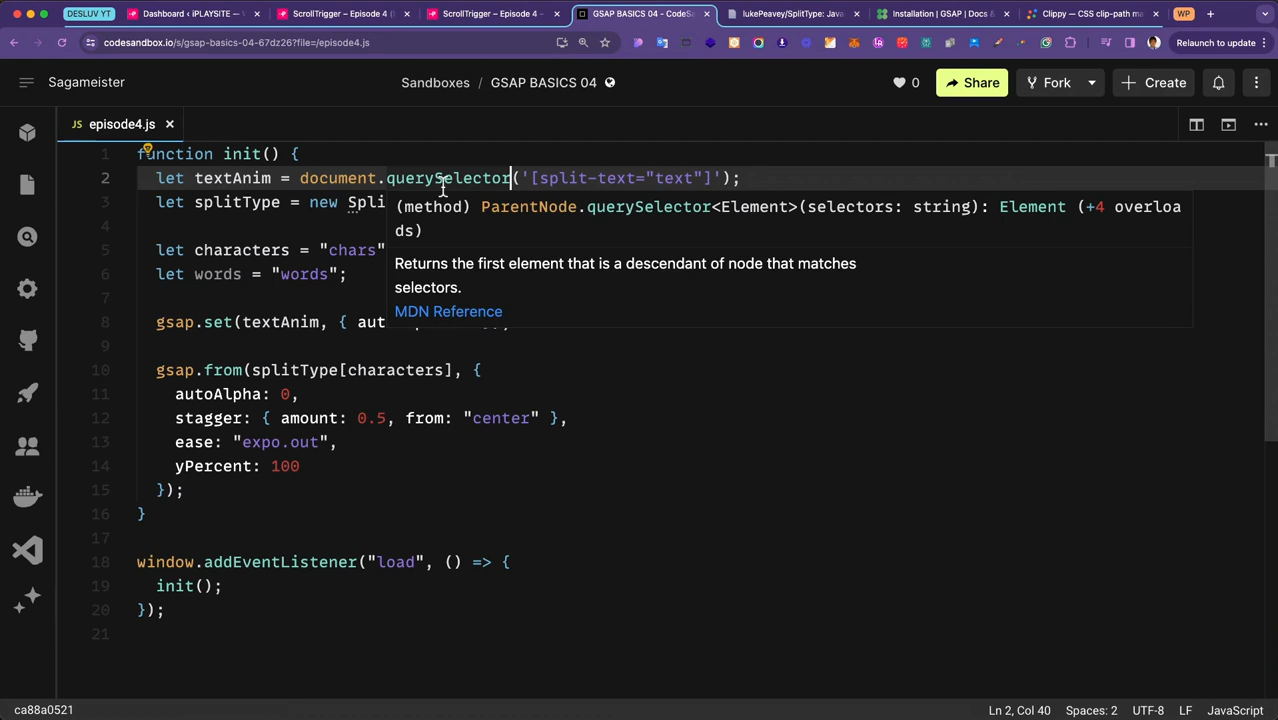 DESLUV YT
Dashboard ‹ iPLAYSITE — V
ScrollTrigger – Episode 4 (I
ScrollTrigger – Episode 4 –
GSAP BASICS 04 - CodeSa
lukePeavey/SplitType: Java
Installation | GSAP | Docs &
Clippy — CSS clip-path ma
WP
codesandbox.io/s/gsap-basics-04-67dz26?file=/episode4.js
Relaunch to update
Sagameister
Sandboxes / GSAP BASICS 04
0
Share
Fork
Create
JS episode4.js
1 function init() {
2 let textAnim = document.querySelector('[split-text="text"]');
3 let splitType = new Spli
(method) ParentNode.querySelector<Element>(selectors: string): Element (+4 overloa
ds)
4
5 let characters = "chars"
Returns the first element that is a descendant of node that matches
6 let words = "words";
selectors.
7
MDN Reference
8 gsap.set(textAnim, {
9
10 gsap.from(splitType[characters], {
11 autoAlpha: 0,
12 stagger: { amount: 0.5, from: "center" },
13 ease: "expo.out",
14 yPercent: 100
15 });
16 }
17
18 window.addEventListener("load", () => {
19 init();
20 });
21
ca88a0521
Ln 2, Col 40
Spaces: 2
UTF-8
LF
JavaScript